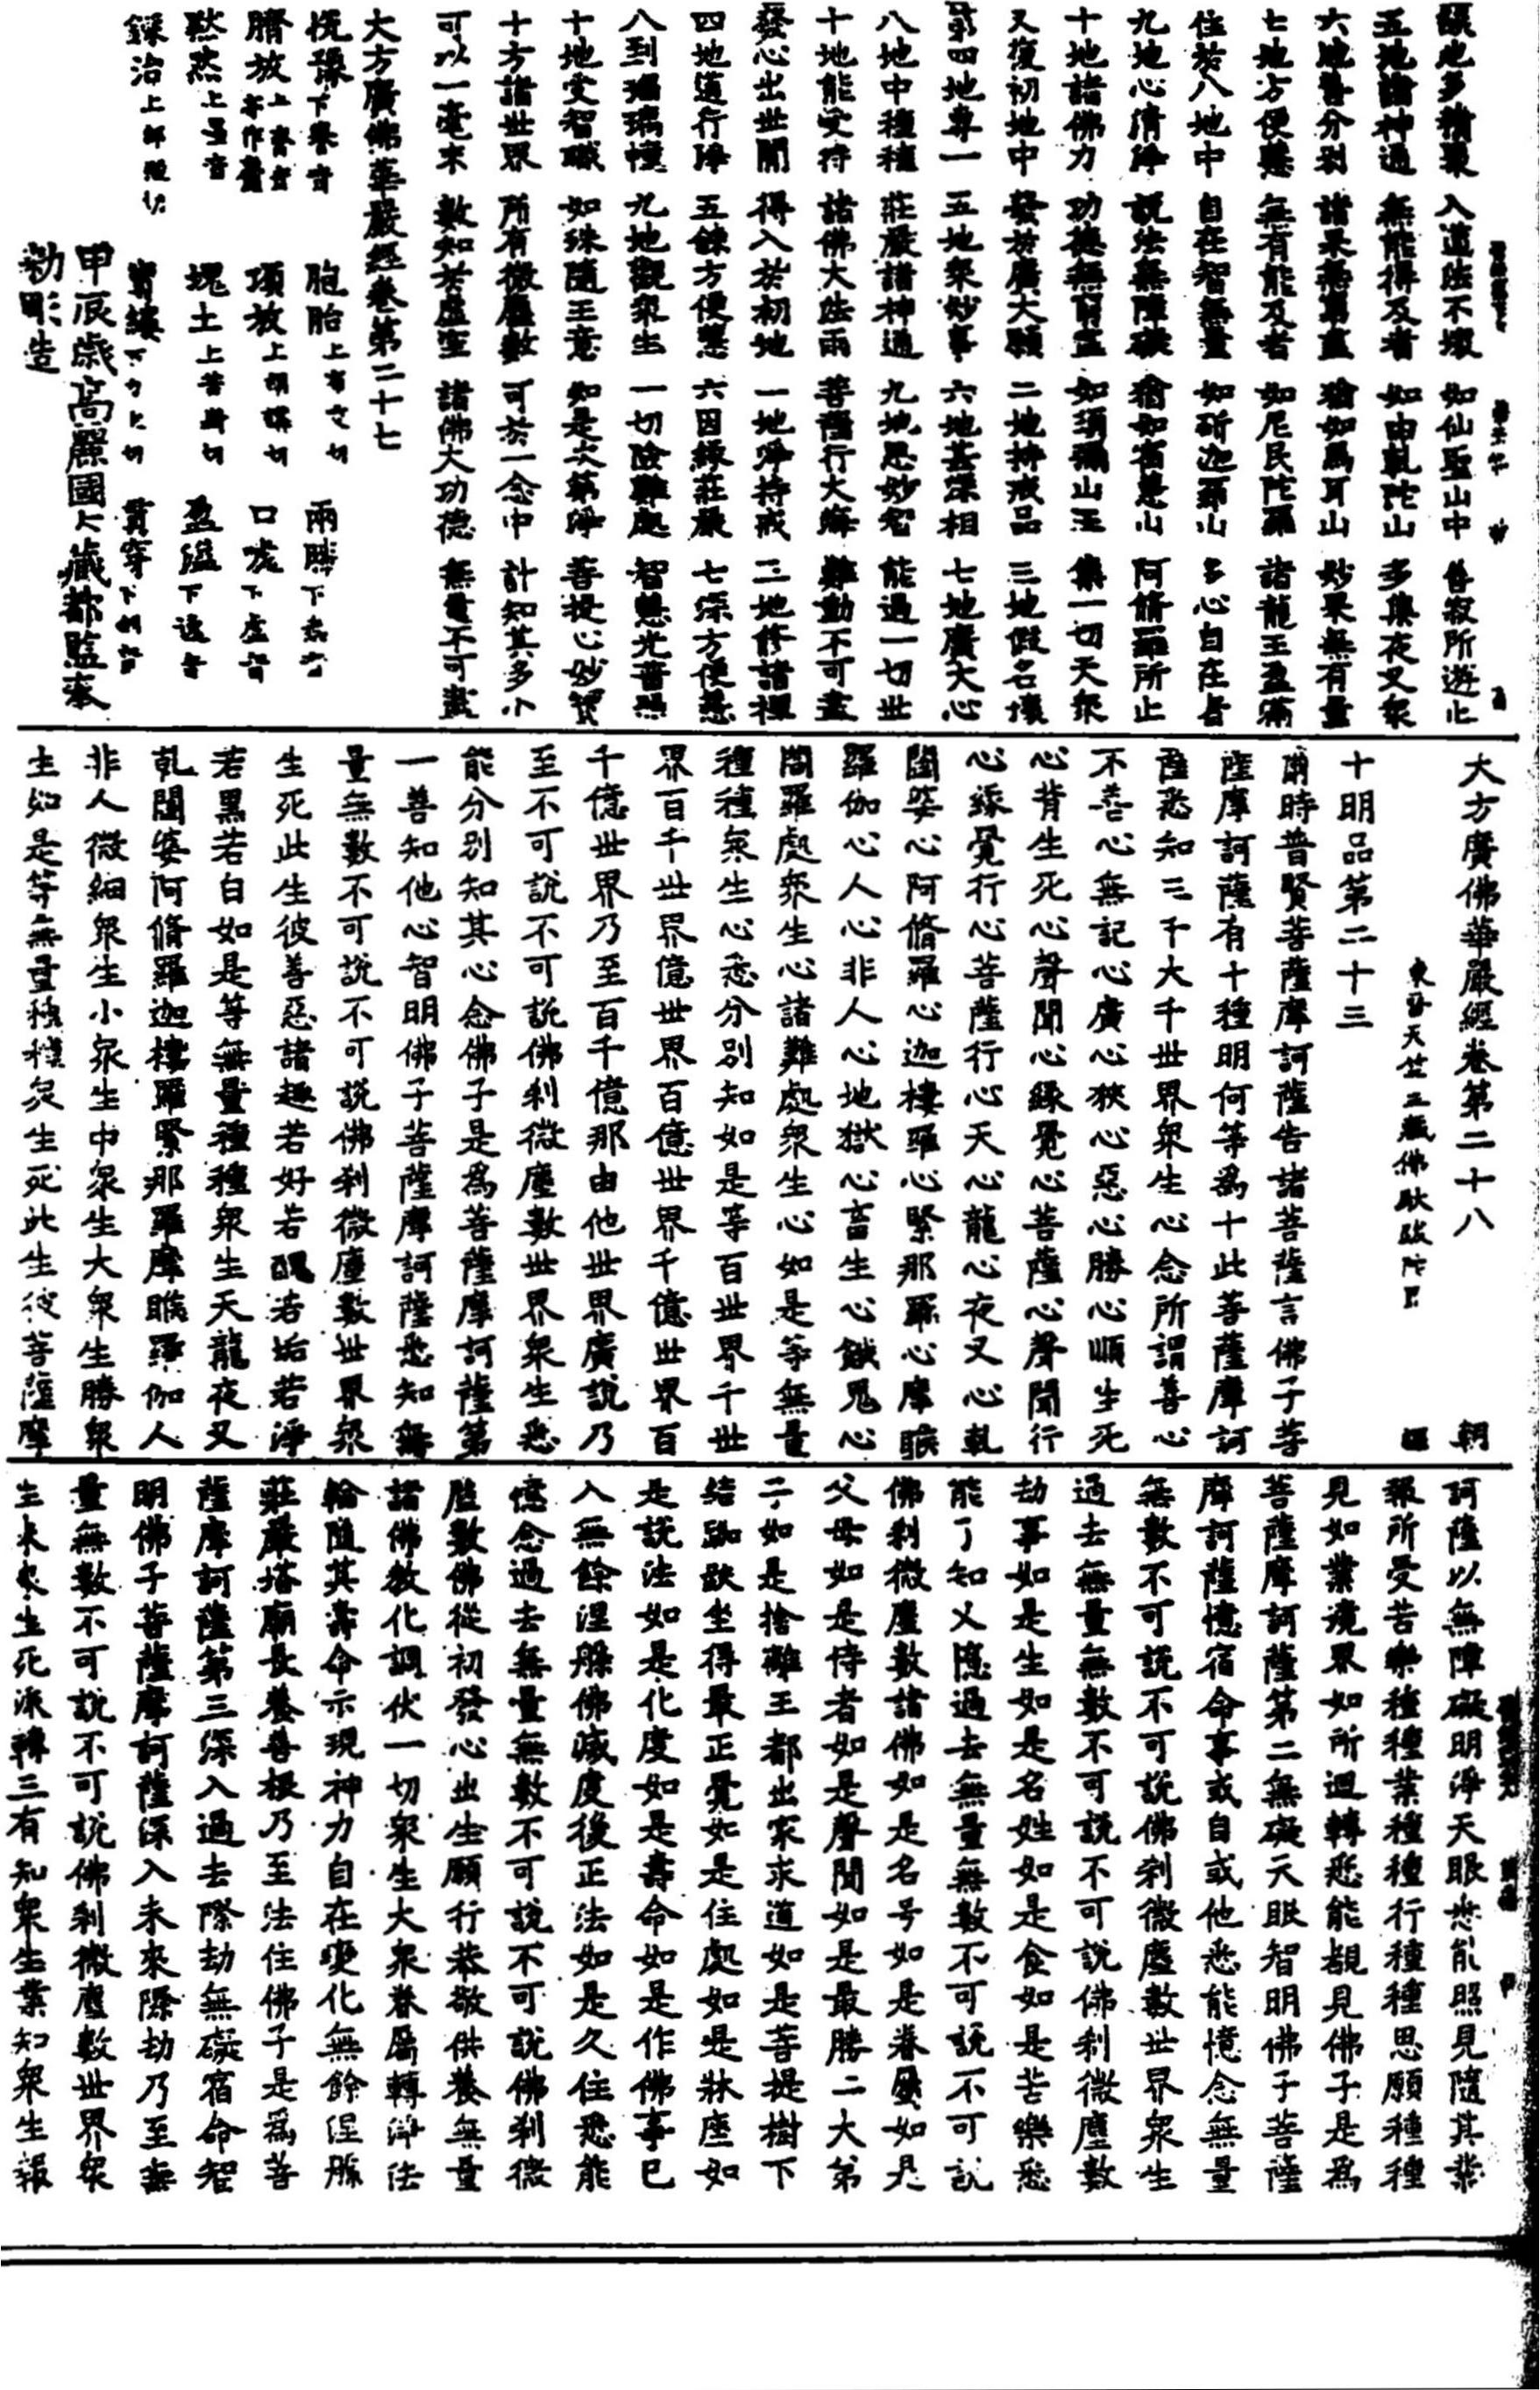 入道法不壞 如仙聖山中 善寂所遊止
五地諸神通 無能得及者 如由乾陀山 多集夜叉衆
六地善分別 諸果無窮盡 猶如馬耳山 妙果無有量
七地方便慧 無有能及者 如尼民陀羅 諸龍王盈滿
住於八地中 自在智無量 如斫迦羅山 多心自在者
九地心清淨 說法無障礙 猶如宿慧山 阿脩羅所止
十地諸佛力 功德無窮盡 如須彌山王 集一切天衆
又復初地中 發於廣大願 二地持戒品 三地假名壞
第四地專一 五地衆妙事 六地甚深相 七地廣大心
八地中種種 莊嚴諸神通 九地思妙智 能過一切世
十地能受持 諸佛大法雨 菩薩行大海 難動不可盡
發心出世間 得入於初地 一地淨持戒 三地修諸禪
四地道行淨 五鍊方便慧 六因緣莊嚴 七深方便慧
八到瑠璃幢 九地觀衆生 一切險難處 智慧光普照
十地受智職 如珠隨王意 如是次第淨 菩提心妙寶
十方諸世界 所有微塵數 可於一念中 計知其多少
可以一毫末 數知於虛空 諸佛大功德 無量不可盡
大方廣佛華嚴經卷第二十七
悅豫下譽音 胞胎上布交切 兩膞
臍放上齊音亦作齎 項放上胡講切 口虎下虛音
黙然上墨音 塊土上苦對切 盈溢下逸音
鍊冶上郎殿切 寶縷下力主切 貫穿下釧音
甲辰歲高麗國大藏都監奉
勅彫造
大方廣佛華嚴經卷第二十八 朝
東晉天竺三藏佛馱跋陀羅 譯
十明品第二十三
爾時普賢菩薩摩訶薩告諸菩薩言佛子菩
薩摩訶薩有十種明何等爲十此菩薩摩訶
薩悉知三千大千世界衆生心念所謂善心
不善心無記心廣心狹心惡心勝心順生死
心背生死心聲聞心緣覺心菩薩心聲聞行
心緣覺行心菩薩行心天心龍心夜叉心乹
闥婆心阿脩羅心迦樓羅心緊那羅心摩睺
羅伽心人心非人心地獄心畜生心餓鬼心
閻羅處衆生心諸難處衆生心如是等無量
種種衆生心悉分別知如是等百世界千世
界百千世界億世界百億世界千億世界百
千億世界乃至百千億那由他世界廣說乃
至不可說不可說佛刹微塵數世界衆生悉
能分別知其心念佛子是爲菩薩摩訶薩第
一善知他心智明佛子菩薩摩訶薩悉知無
量無數不可說不可說佛刹微塵數世界衆
生死此生彼善惡諸趣若好若醜若垢若淨
若黑若白如是等無量種種衆生天龍夜叉
乹闥婆阿脩羅迦樓羅緊那羅摩睺羅伽人
非人微細衆生小衆生中衆生大衆生勝衆
生如是等無量種種衆生死此生彼菩薩摩
訶薩以無障礙明淨天眼悉能照見隨其業
報所受苦樂種種業種種行種種思願種種
見如業境界如所迴轉悉能覩見佛子是爲
菩薩摩訶薩第二無礙天眼智明佛子菩薩
摩訶薩憶宿命事或自或他悉能憶念無量
無數不可說不可說佛刹微塵數世界衆生
過去無量無數不可說不可說佛刹微塵數
劫事如是生如是名姓如是食如是苦樂悉
能了知又隨過去無量無數不可說不可說
佛刹微塵數諸佛如是名号如是眷屬如是
父母如是侍者如是聲聞如是最勝二大弟
子如是捨離王都出家求道如是菩提樹下
結跏趺坐得最正覺如是住處如是牀座如
是說法如是化度如是壽命如是作佛事已
入無餘涅槃佛滅度後正法如是久住悉能
憶念過去無量無數不可說不可說佛刹微
塵數佛從初發心出生願行恭敬供養無量
諸佛教化調伏一切衆生大衆眷屬轉淨法
輪隨其壽命示現神力自在變化無餘涅槃
莊嚴塔廟長養善根乃至法住佛子是爲菩
薩摩訶薩第三深入過去際劫無礙宿命智
明佛子菩薩摩訶薩深入未來際劫乃至無
量無數不可說不可說佛刹微塵數世界衆
生未來生死流轉三有知衆生業知衆生報